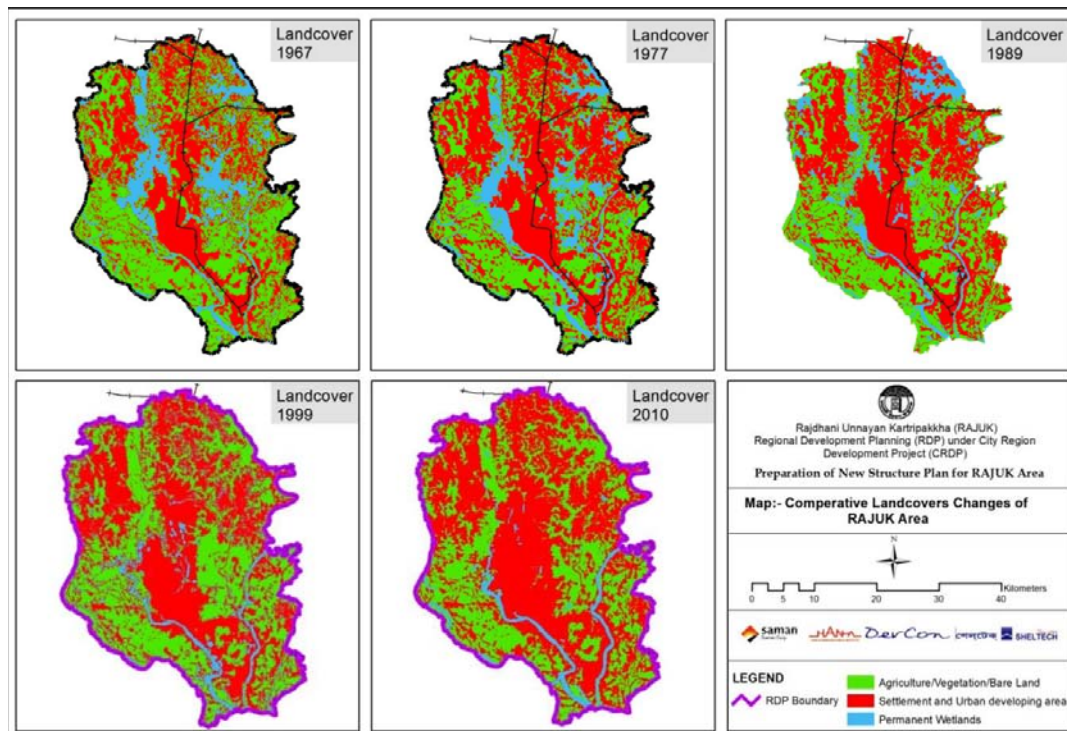 Landcover
1967
Landcover
1977
Landcover
1989
Landcover
1999
Landcover
2010
Rajdhani Unnayan Kartripakkha (RAJUK)
Regional Development Planning (RDP) under City Region
Development Project (CRDP)
Preparation of New Structure Plan for RAJUK Area
Map:- Comperative Landcovers Changes of
RAJUK Area
N
Kilometers
0 5 10 20 30 40
saman
HANA
DevCon
SHELTECH
LEGEND
RDP Boundary
Agriculture/Vegetation/Bare Land
Settlement and Urban developing area
Permanent Wetlands